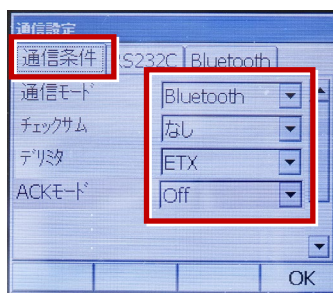 通信設定
通信条件 RS232C Bluetooth
通信モード Bluetooth
チェックサム なし
デリミタ ETX
ACKモード Off
OK